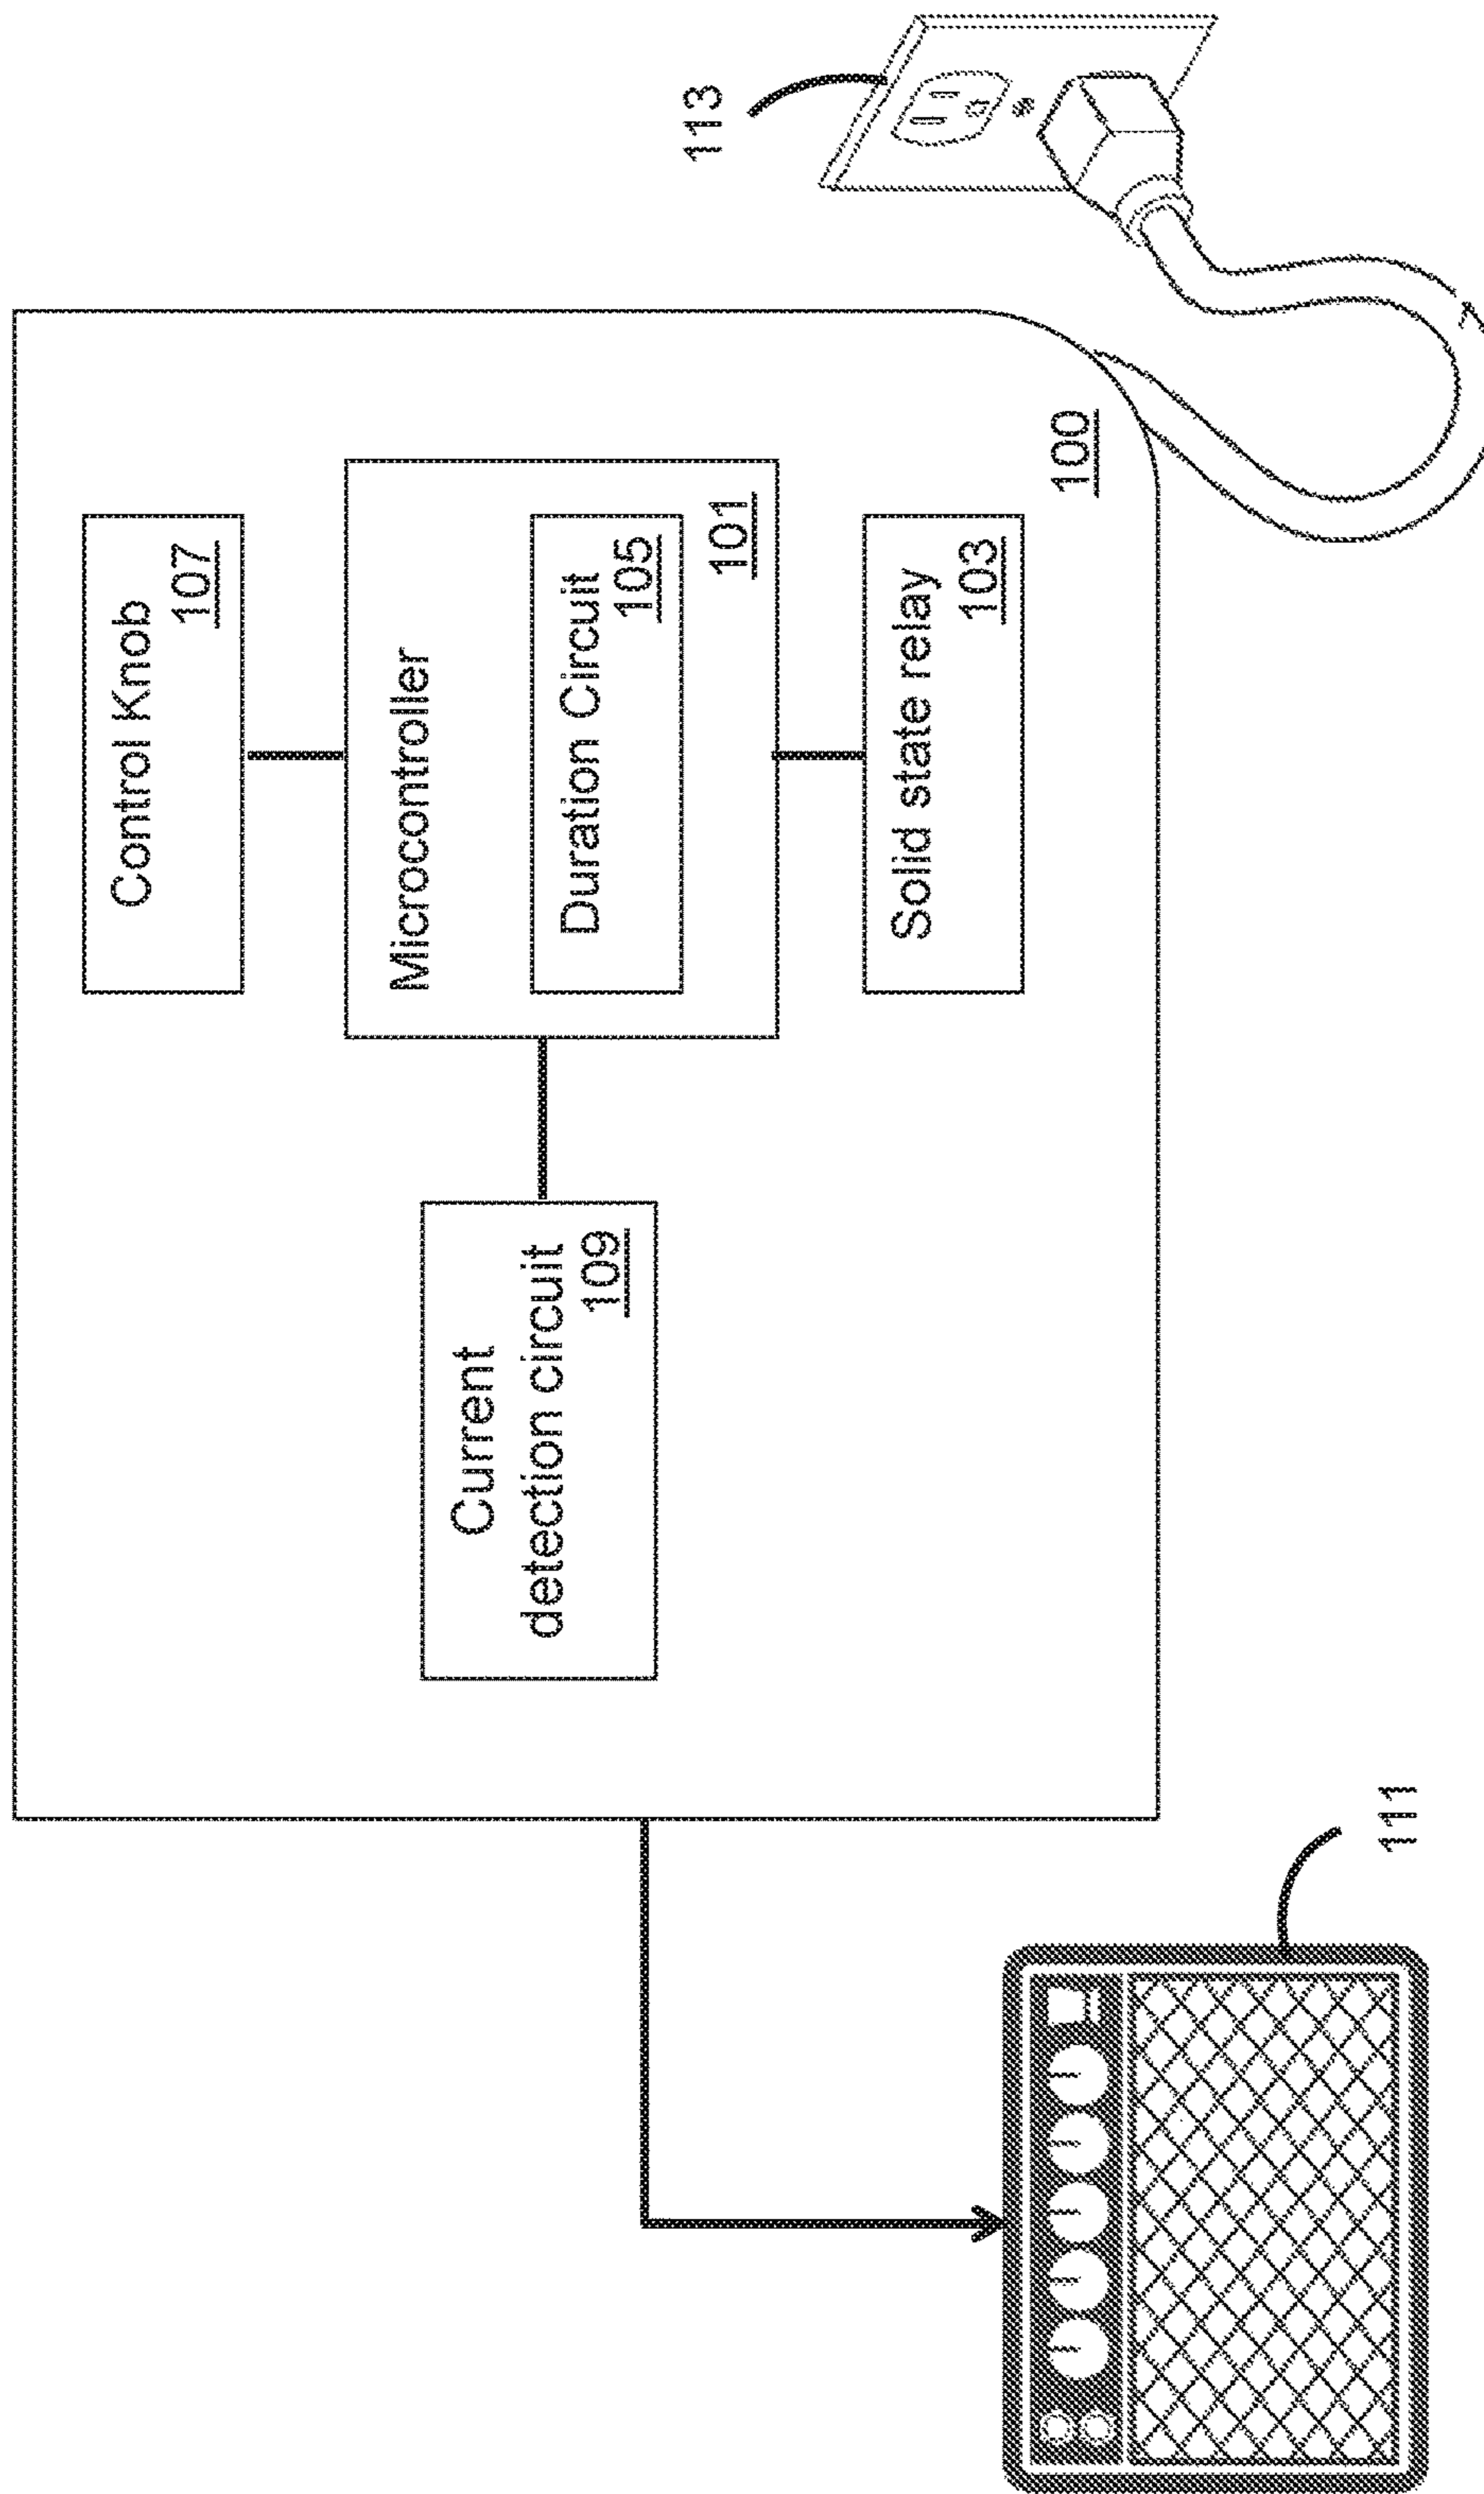 Control Knob
107
Microcontroller
Duration Circuit
105
101
Current
detection circuit
109
Solid state relay
103
100
113
111